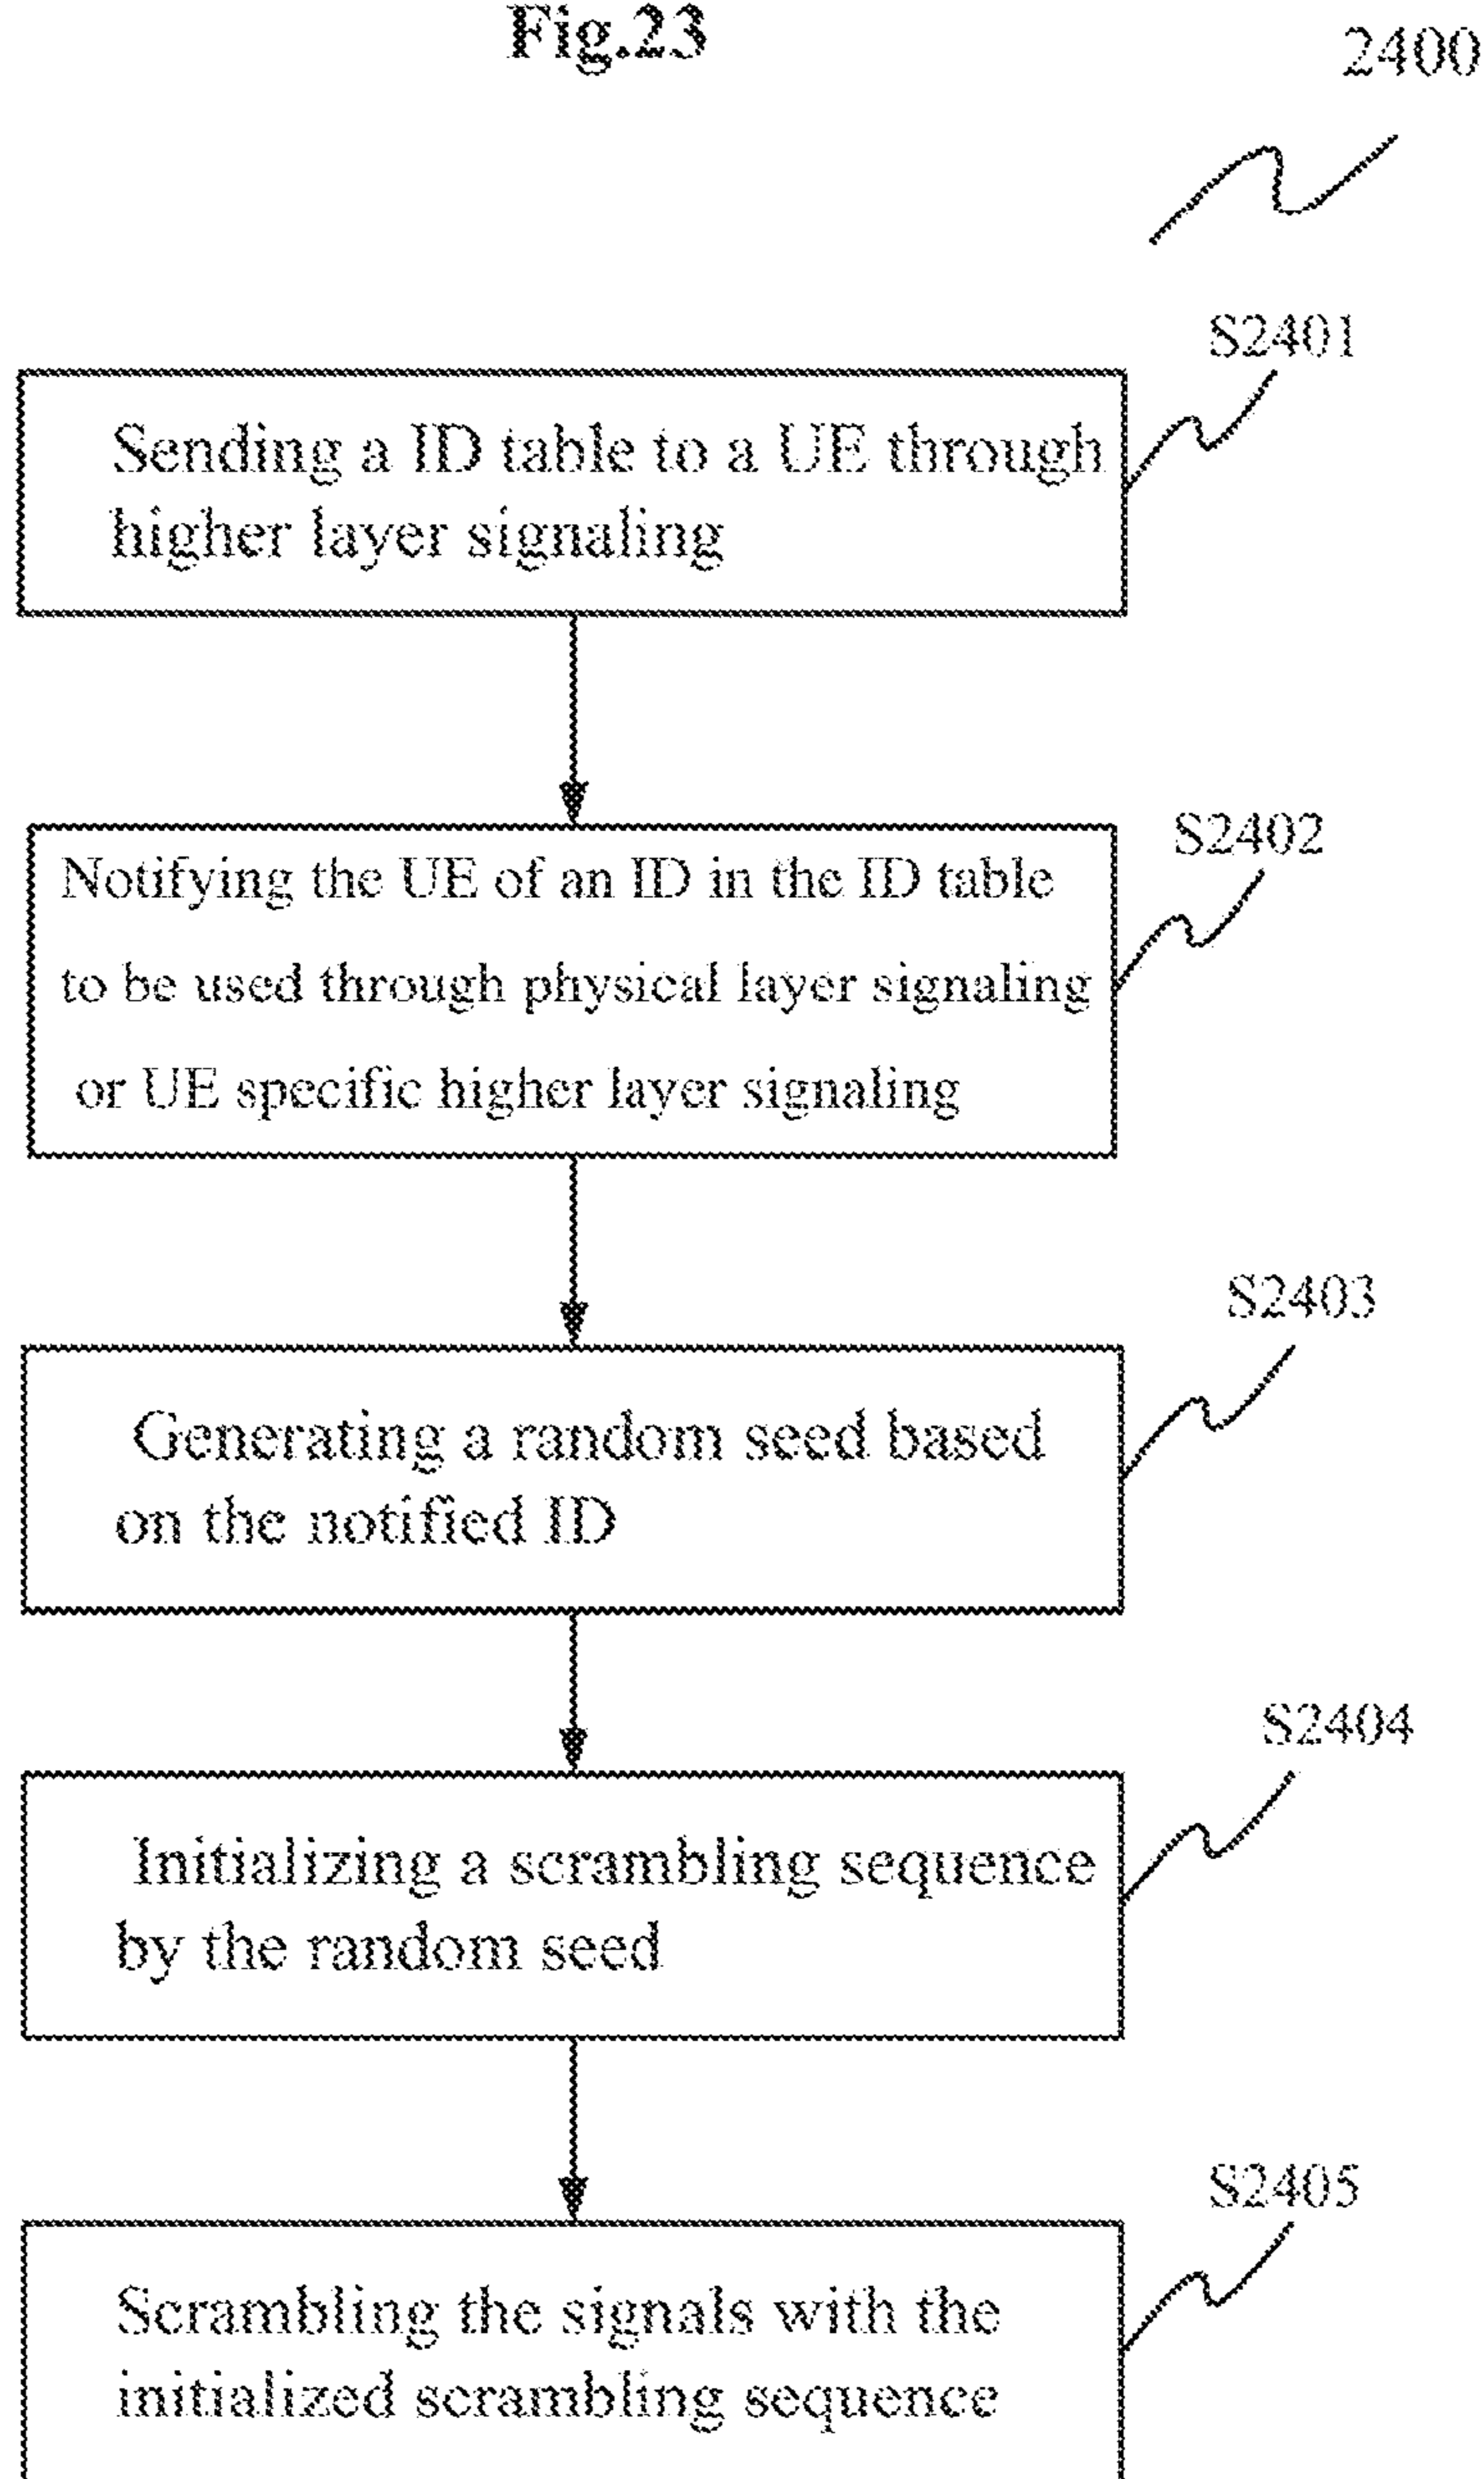 Fig.23
2400
S2401
Sending a ID table to a UE through
higher layer signaling
S2402
Notifying the UE of an ID in the ID table
to be used through physical layer signaling
or UE specific higher layer signaling
S2403
Generating a random seed based
on the notified ID
S2404
Initializing a scrambling sequence
by the random seed
S2405
Scrambling the signals with the
initialized scrambling sequence